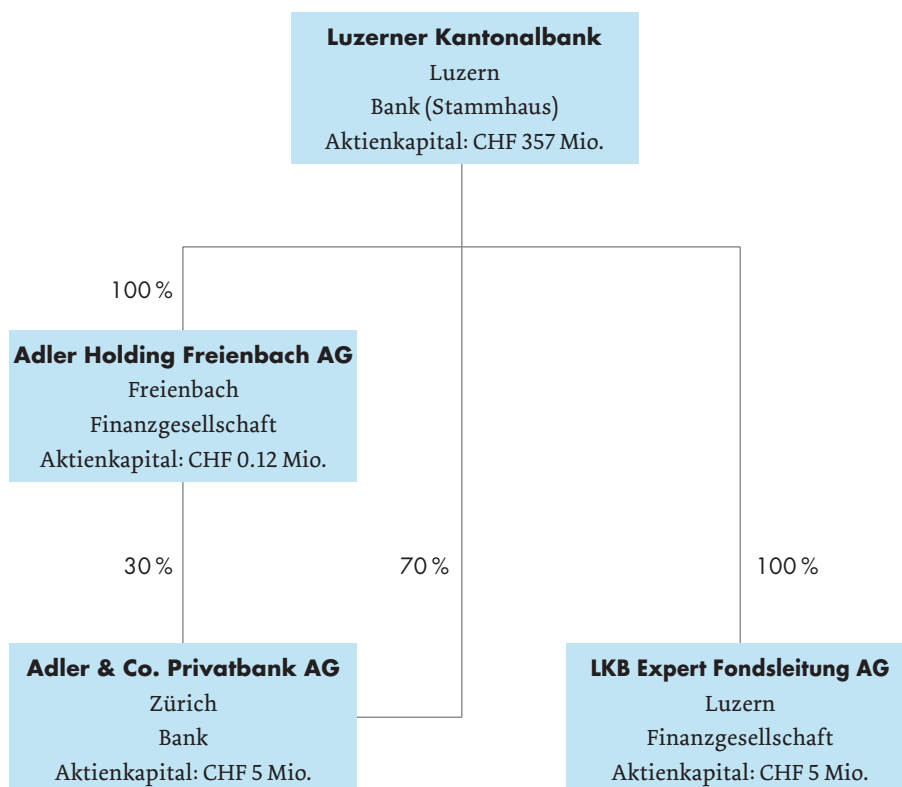 Luzerner Kantonalbank
Luzern
Bank (Stammhaus)
Aktienkapital: CHF 357 Mio.
100 %
Adler Holding Freienbach AG
Freienbach
Finanzgesellschaft
Aktienkapital: CHF 0.12 Mio.
30 %
70 %
100 %
Adler & Co. Privatbank AG
Zürich
Bank
Aktienkapital: CHF 5 Mio.
LKB Expert Fondsleitung AG
Luzern
Finanzgesellschaft
Aktienkapital: CHF 5 Mio.